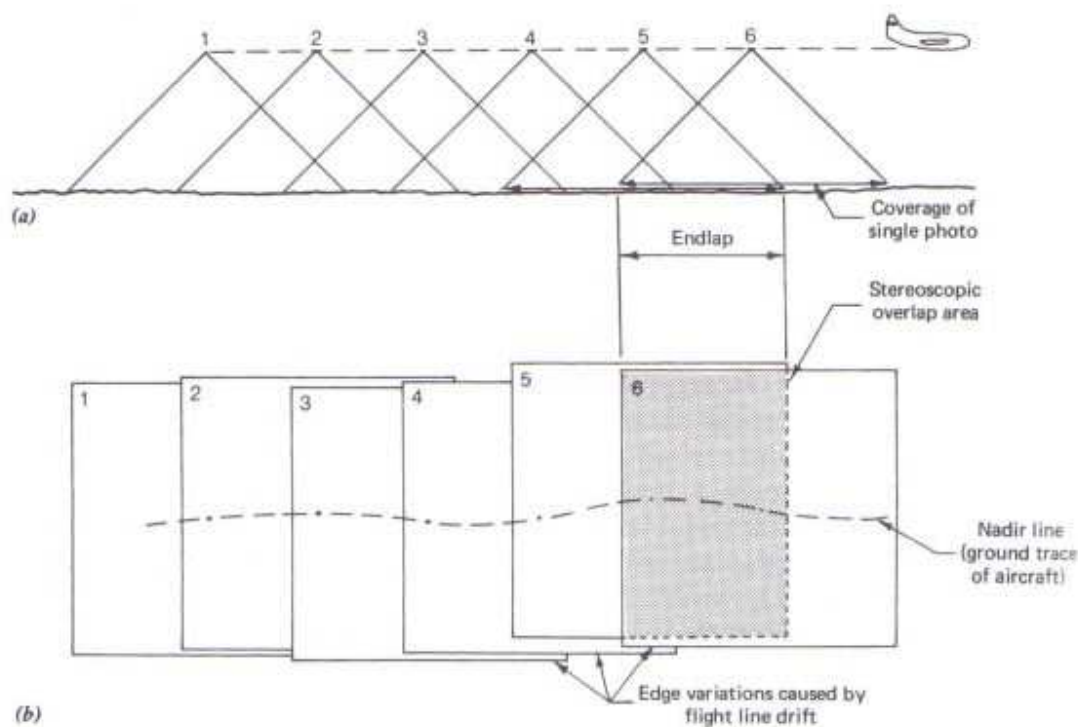 1 2 3 4 5 6
(a)
Coverage of
single photo
Endlap
Stereoscopic
overlap area
1
2
3
4
5
6
Nadir line
(ground trace
of aircraft)
Edge variations caused by
flight line drift
(b)